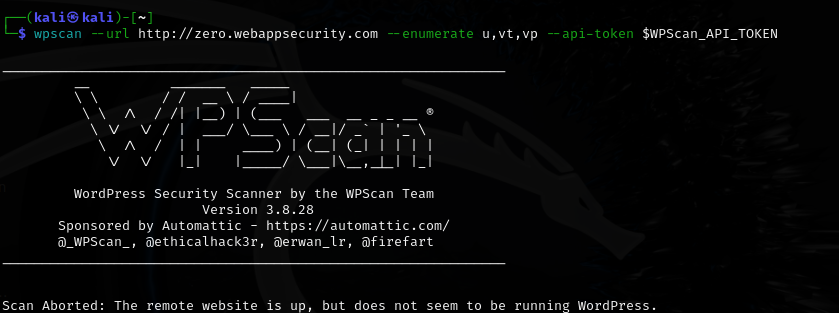 ┌──(kali㉿kali)-[~]
└─$ wpscan --url http://zero.webappsecurity.com --enumerate u,vt,vp --api-token $WPScan_API_TOKEN
WPScan ®
WordPress Security Scanner by the WPScan Team
Version 3.8.28
Sponsored by Automattic - https://automattic.com/
@_WPScan_, @ethicalhack3r, @erwan_lr, @firefart
Scan Aborted: The remote website is up, but does not seem to be running WordPress.